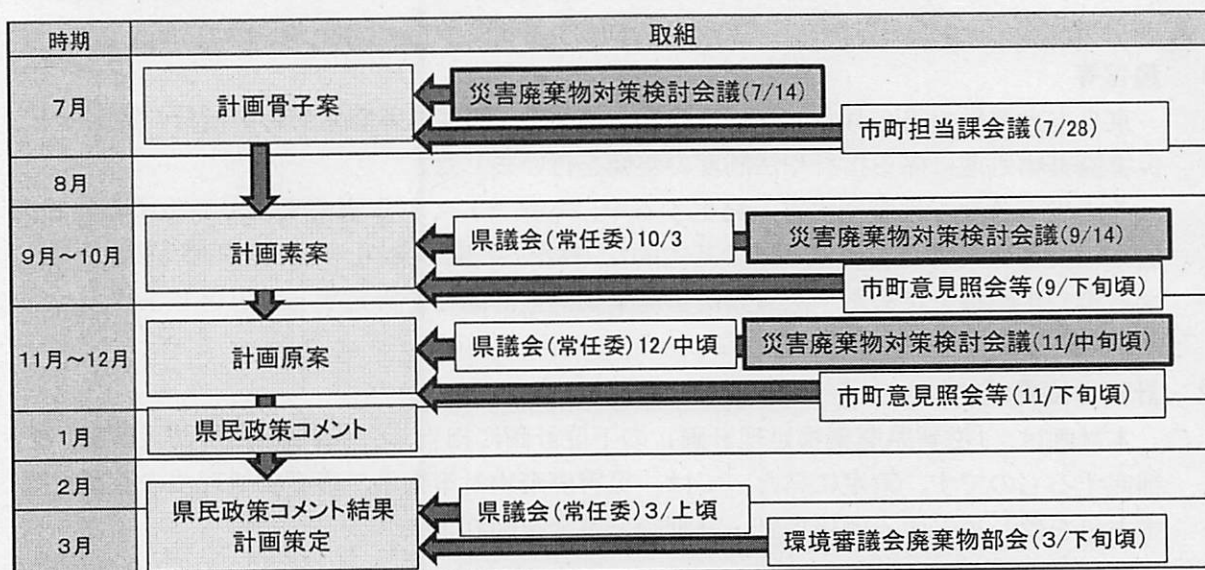 時期
取組
7月
計画骨子案
災害廃棄物対策検討会議(7/14)
市町担当課会議(7/28)
8月
9月～10月
計画素案
県議会(常任委)10/3
災害廃棄物対策検討会議(9/14)
市町意見照会等(9/下旬頃)
11月～12月
計画原案
県議会(常任委)12/中頃
災害廃棄物対策検討会議(11/中旬頃)
市町意見照会等(11/下旬頃)
1月
県民政策コメント
2月
県民政策コメント結果
計画策定
県議会(常任委)3/上頃
3月
環境審議会廃棄物部会(3/下旬頃)